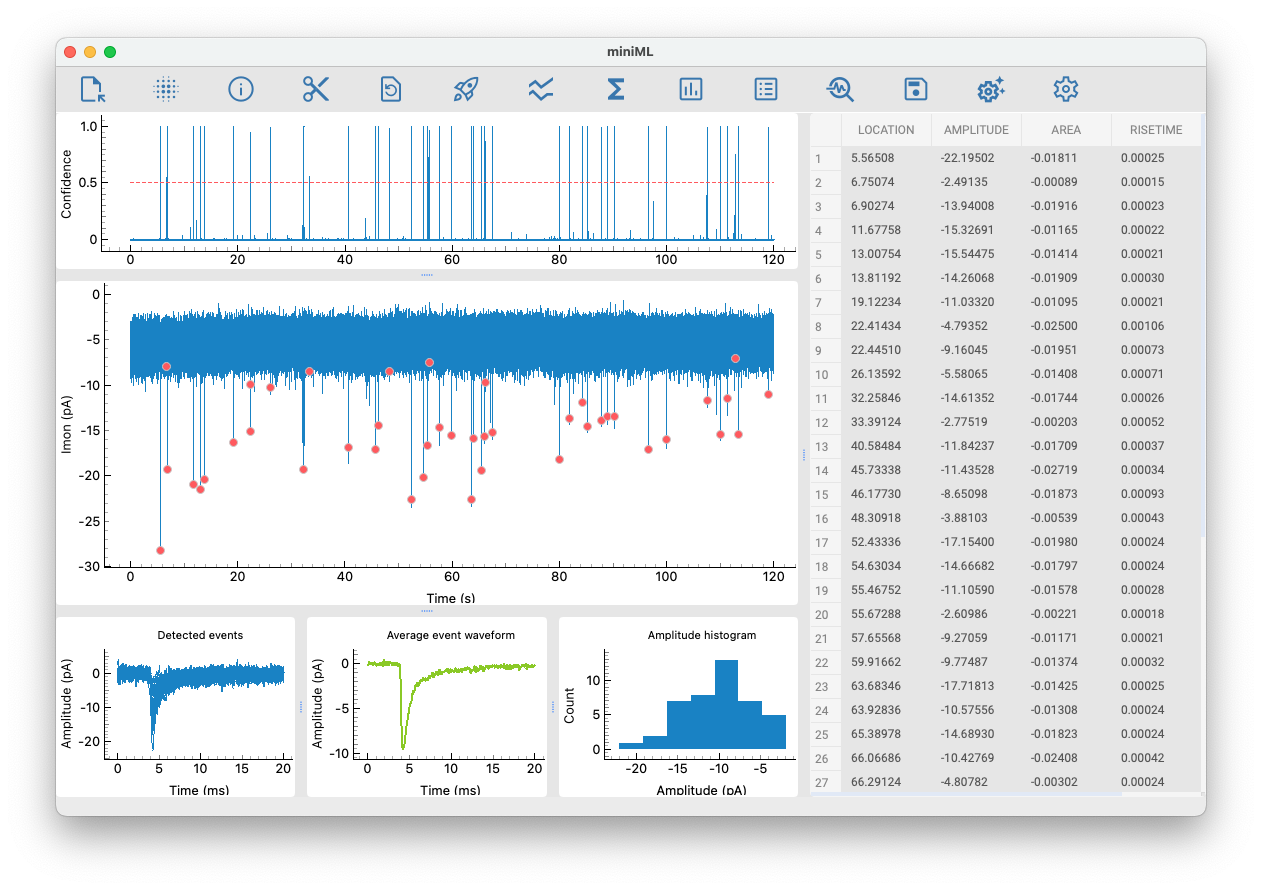 miniML
1.0
0.5
0
Confidence
0 20 40 60 80 100 120
0
-5
-10
-15
-20
-25
-30
Imon (pA)
0 20 40 60 80 100 120
Time (s)
Detected events
0
-10
-20
Amplitude (pA)
0 5 10 15 20
Time (ms)
Average event waveform
0
-5
-10
Amplitude (pA)
0 5 10 15 20
Time (ms)
Amplitude histogram
10
5
0
Count
-20 -15 -10 -5
Amplitude (pA)
LOCATION AMPLITUDE AREA RISETIME
1 5.56508 -22.19502 -0.01811 0.00025
2 6.75074 -2.49135 -0.00089 0.00015
3 6.90274 -13.94008 -0.01916 0.00023
4 11.67758 -15.32691 -0.01165 0.00022
5 13.00754 -15.54475 -0.01414 0.00021
6 13.81192 -14.26068 -0.01909 0.00030
7 19.12234 -11.03320 -0.01095 0.00021
8 22.41434 -4.79352 -0.02500 0.00106
9 22.44510 -9.16045 -0.01951 0.00073
10 26.13592 -5.58065 -0.01408 0.00071
11 32.25846 -14.61352 -0.01744 0.00026
12 33.39124 -2.77519 -0.00203 0.00052
13 40.58484 -11.84237 -0.01709 0.00037
14 45.73338 -11.43528 -0.02719 0.00034
15 46.17730 -8.65098 -0.01873 0.00093
16 48.30918 -3.88103 -0.00539 0.00043
17 52.43336 -17.15400 -0.01980 0.00024
18 54.63034 -14.66682 -0.01797 0.00024
19 55.46752 -11.10590 -0.01578 0.00028
20 55.67288 -2.60986 -0.00221 0.00018
21 57.65568 -9.27059 -0.01171 0.00021
22 59.91662 -9.77487 -0.01374 0.00032
23 63.68346 -17.71813 -0.01425 0.00025
24 63.92836 -10.57556 -0.01308 0.00024
25 65.38978 -14.68930 -0.01823 0.00024
26 66.06686 -10.42769 -0.02408 0.00042
27 66.29124 -4.80782 -0.00302 0.00024